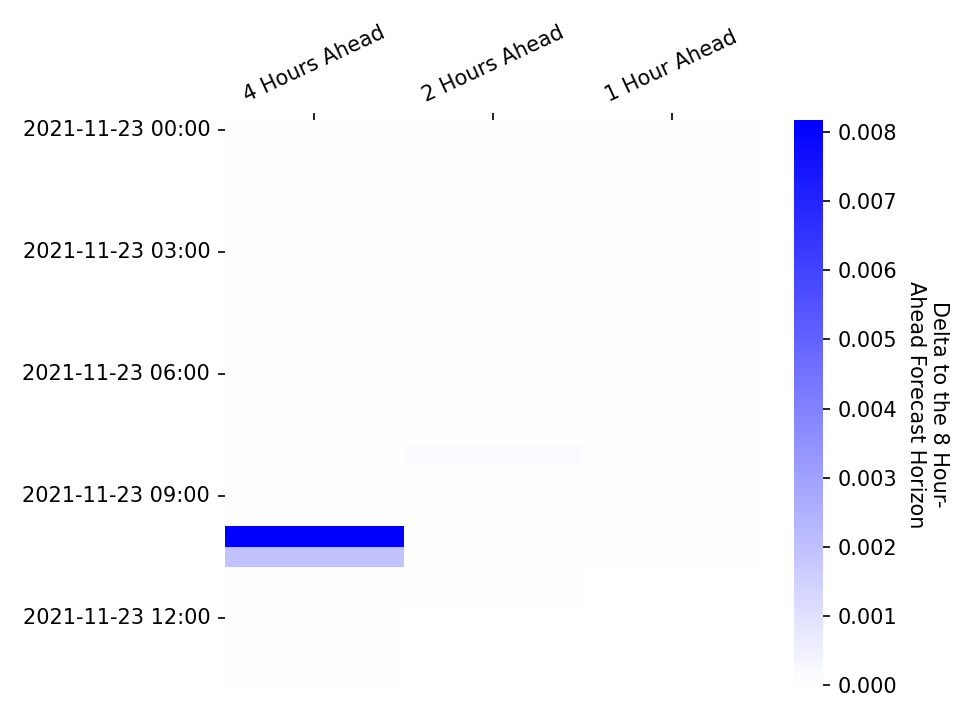 4 Hours Ahead
2 Hours Ahead
1 Hour Ahead
2021-11-23 00:00
2021-11-23 03:00
2021-11-23 06:00
2021-11-23 09:00
2021-11-23 12:00
0.008
0.007
0.006
0.005
0.004
0.003
0.002
0.001
0.000
Delta to the 8 Hour-
Ahead Forecast Horizon